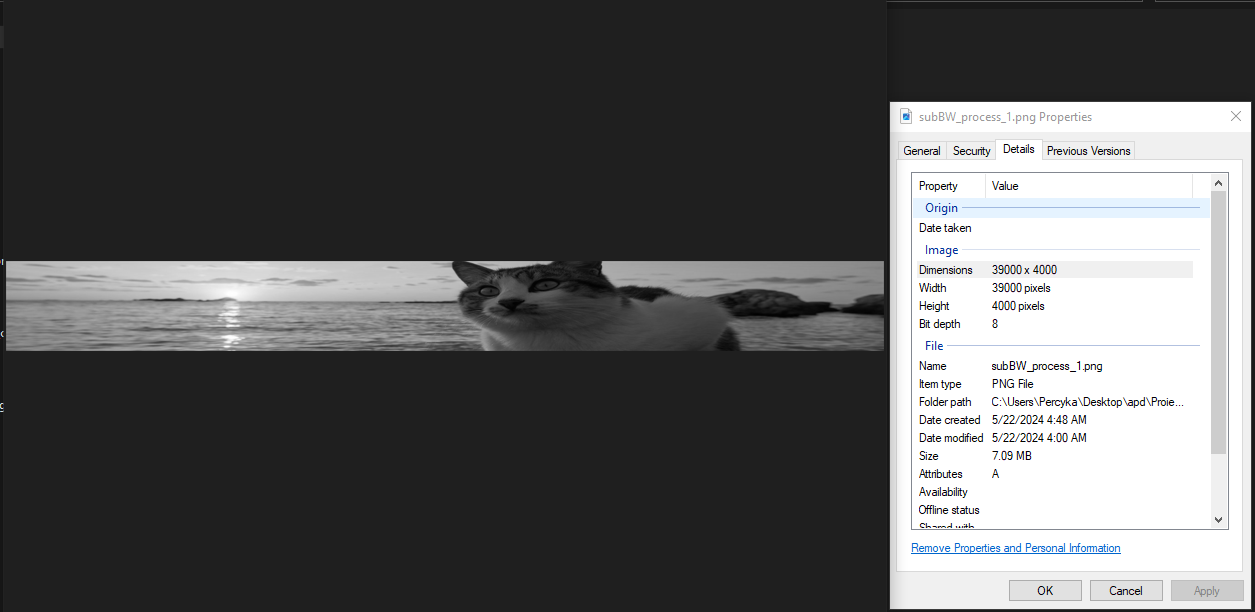 subBW_process_1.png Properties
General Security Details Previous Versions
Property Value
Origin
Date taken
Image
Dimensions 39000 x 4000
Width 39000 pixels
Height 4000 pixels
Bit depth 8
File
Name subBW_process_1.png
Item type PNG File
Folder path C:\Users\Percyka\Desktop\apd\Proie...
Date created 5/22/2024 4:48 AM
Date modified 5/22/2024 4:00 AM
Size 7.09 MB
Attributes A
Availability
Offline status
Shared with
Remove Properties and Personal Information
OK Cancel Apply